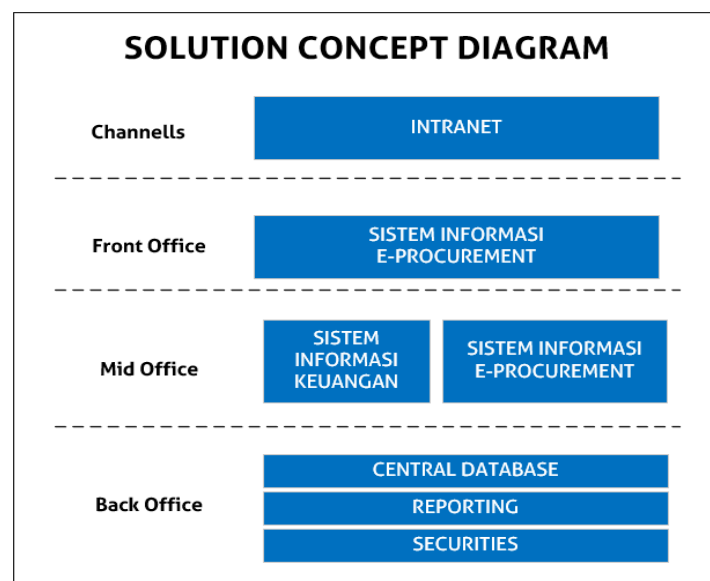 SOLUTION CONCEPT DIAGRAM
Channells
INTRANET
Front Office
SISTEM INFORMASI
E-PROCUREMENT
Mid Office
SISTEM
INFORMASI
KEUANGAN
SISTEM INFORMASI
E-PROCUREMENT
Back Office
CENTRAL DATABASE
REPORTING
SECURITIES